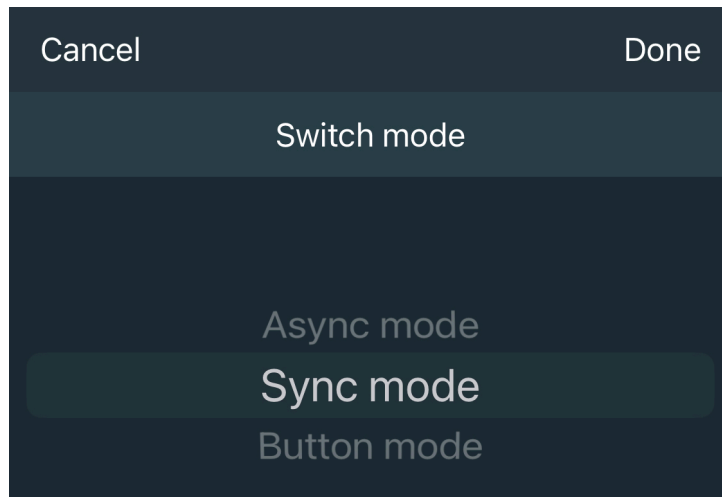 Cancel Done
Switch mode
Async mode
Sync mode
Button mode